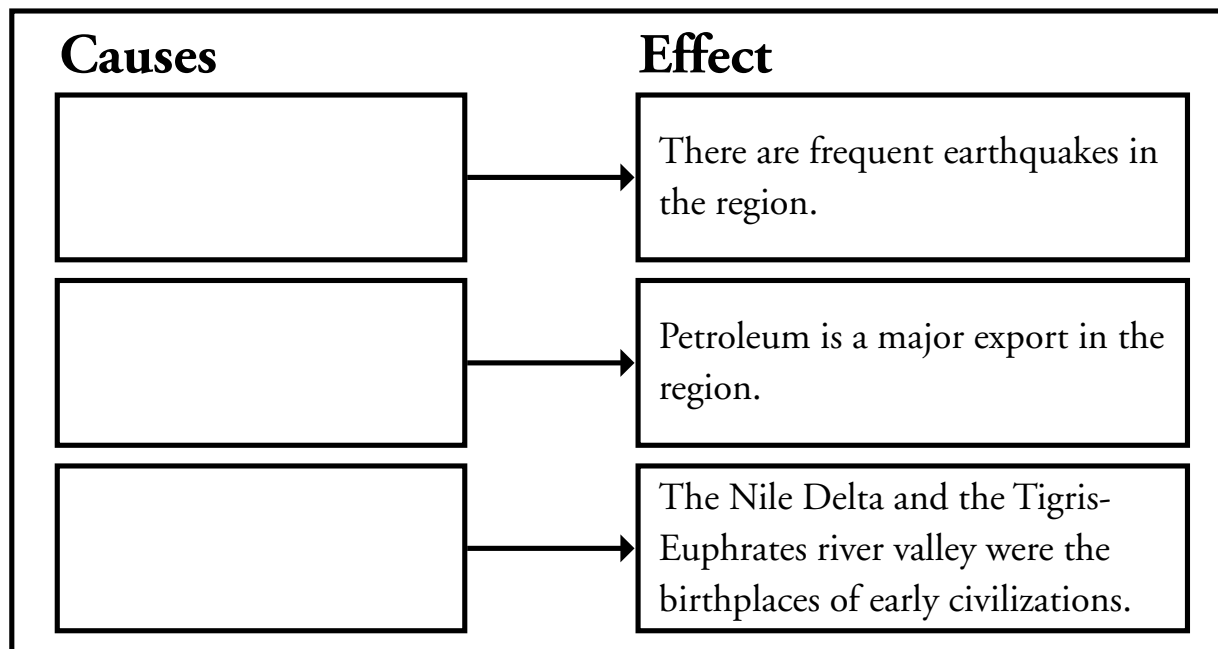 Causes
Effect
There are frequent earthquakes in
the region.
Petroleum is a major export in the
region.
The Nile Delta and the Tigris-
Euphrates river valley were the
birthplaces of early civilizations.